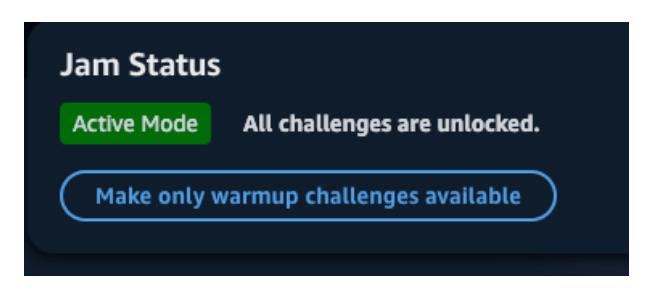 Jam Status
Active Mode All challenges are unlocked.
Make only warmup challenges available